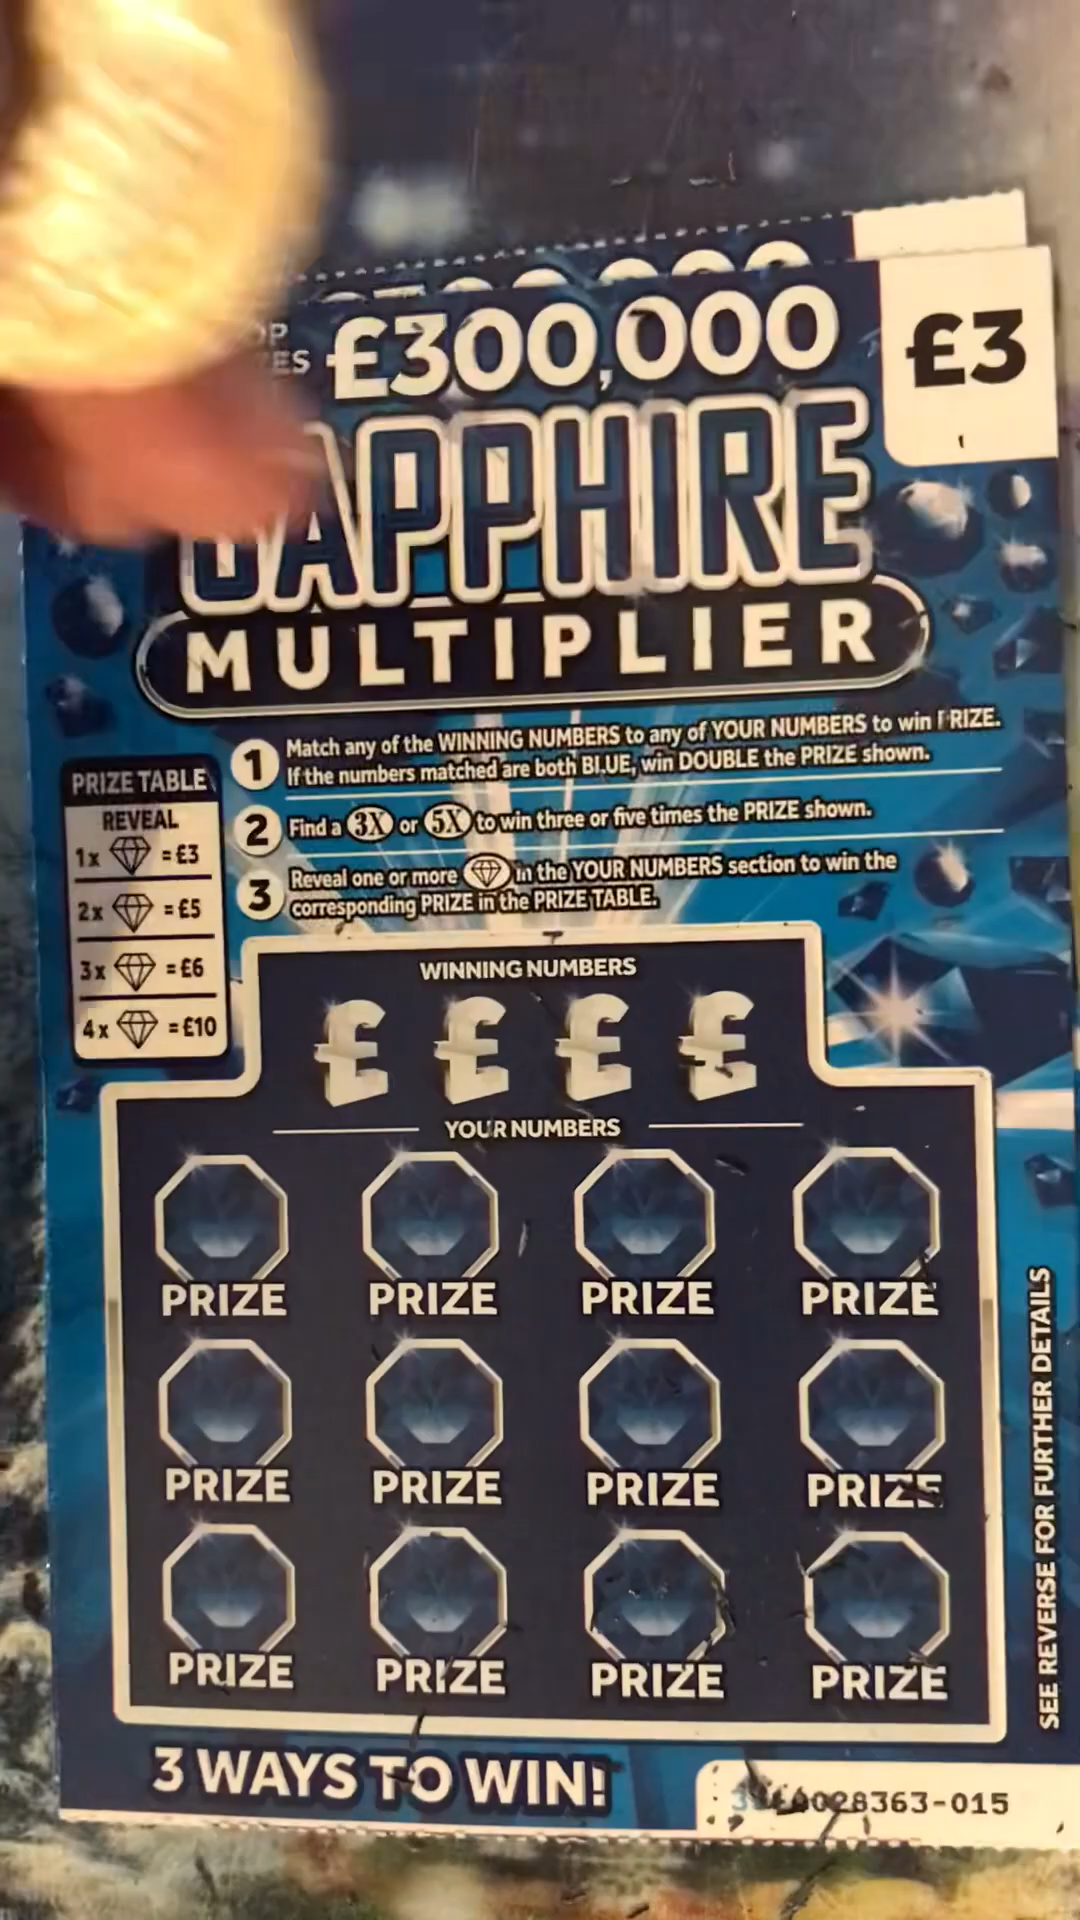 £300,000
£3
SAPPHIRE
MULTIPLIER
1 Match any of the WINNING NUMBERS to any of YOUR NUMBERS to win PRIZE.
If the numbers matched are both BLUE, win DOUBLE the PRIZE shown.
2 Find a 3X or 5X to win three or five times the PRIZE shown.
3 Reveal one or more in the YOUR NUMBERS section to win the
corresponding PRIZE in the PRIZE TABLE.
PRIZE TABLE
REVEAL
1x = £3
2x = £5
3x = £6
4x = £10
WINNING NUMBERS
£ £ £ £
YOUR NUMBERS
PRIZE PRIZE PRIZE PRIZE
PRIZE PRIZE PRIZE PRIZE
PRIZE PRIZE PRIZE PRIZE
SEE REVERSE FOR FURTHER DETAILS
3 WAYS TO WIN!
028363-015